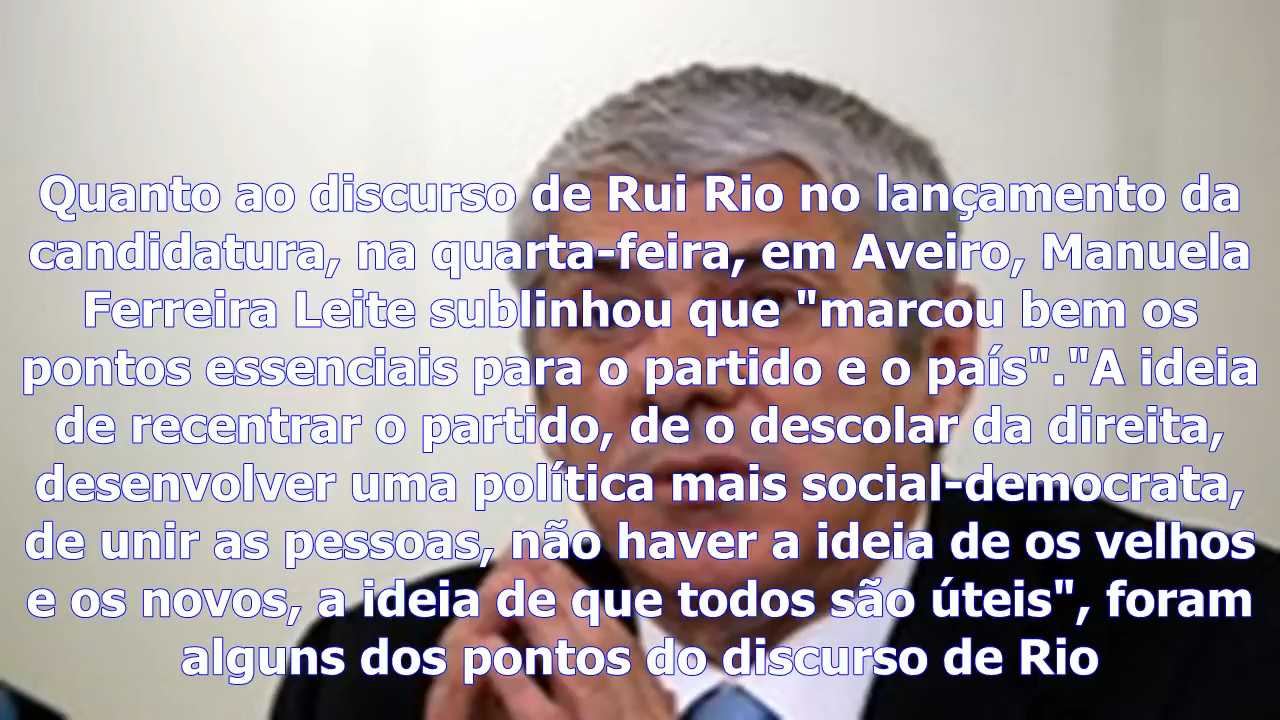 Quanto ao discurso de Rui Rio no lançamento da
candidatura, na quarta-feira, em Aveiro, Manuela
Ferreira Leite sublinhou que "marcou bem os
pontos essenciais para o partido e o país"."A ideia
de recentrar o partido, de o descolar da direita,
desenvolver uma política mais social-democrata,
de unir as pessoas, não haver a ideia de os velhos
e os novos, a ideia de que todos são úteis", foram
alguns dos pontos do discurso de Rio